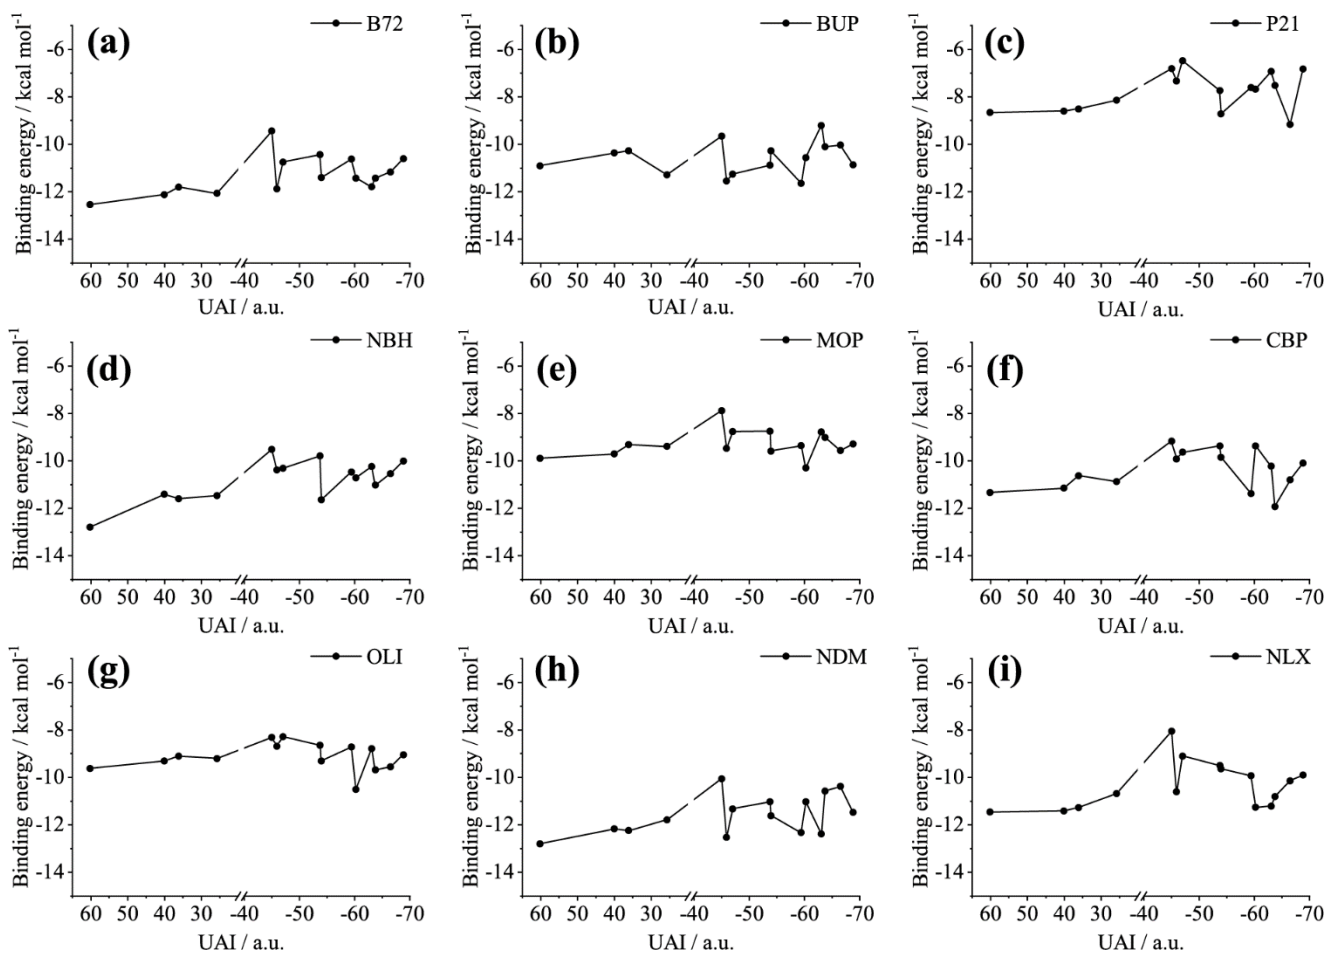 (a)
B72
Binding energy / kcal mol⁻¹
-6
-8
-10
-12
-14
60 50 40 30 -40 -50 -60 -70
UAI / a.u.
(b)
BUP
Binding energy / kcal mol⁻¹
-6
-8
-10
-12
-14
60 50 40 30 -40 -50 -60 -70
UAI / a.u.
(c)
P21
Binding energy / kcal mol⁻¹
-6
-8
-10
-12
-14
60 50 40 30 -40 -50 -60 -70
UAI / a.u.
(d)
NBH
Binding energy / kcal mol⁻¹
-6
-8
-10
-12
-14
60 50 40 30 -40 -50 -60 -70
UAI / a.u.
(e)
MOP
Binding energy / kcal mol⁻¹
-6
-8
-10
-12
-14
60 50 40 30 -40 -50 -60 -70
UAI / a.u.
(f)
CBP
Binding energy / kcal mol⁻¹
-6
-8
-10
-12
-14
60 50 40 30 -40 -50 -60 -70
UAI / a.u.
(g)
OLI
Binding energy / kcal mol⁻¹
-6
-8
-10
-12
-14
60 50 40 30 -40 -50 -60 -70
UAI / a.u.
(h)
NDM
Binding energy / kcal mol⁻¹
-6
-8
-10
-12
-14
60 50 40 30 -40 -50 -60 -70
UAI / a.u.
(i)
NLX
Binding energy / kcal mol⁻¹
-6
-8
-10
-12
-14
60 50 40 30 -40 -50 -60 -70
UAI / a.u.